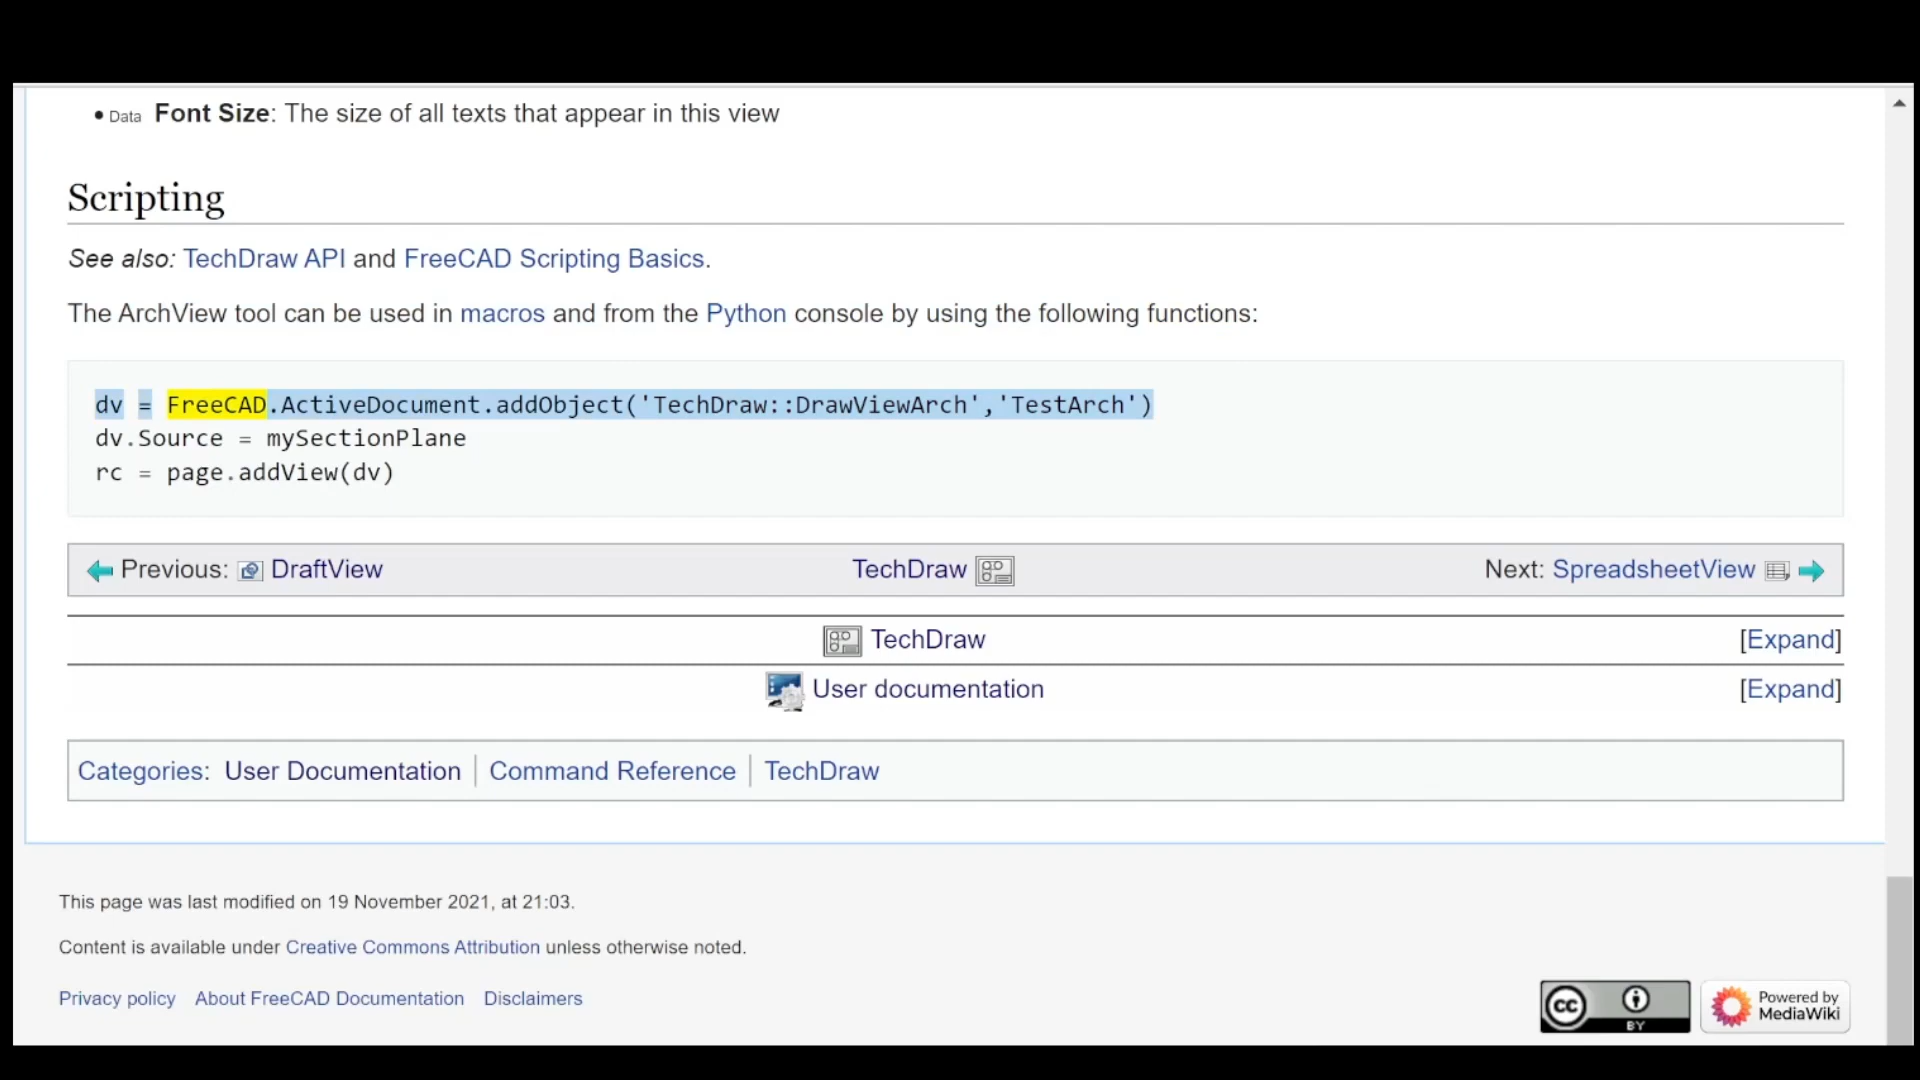 • Data Font Size: The size of all texts that appear in this view
Scripting
See also: TechDraw API and FreeCAD Scripting Basics.
The ArchView tool can be used in macros and from the Python console by using the following functions:
dv = FreeCAD.ActiveDocument.addObject('TechDraw::DrawViewArch','TestArch')
dv.Source = mySectionPlane
rc = page.addView(dv)
Previous: DraftView TechDraw Next: SpreadsheetView
TechDraw [Expand]
User documentation [Expand]
Categories: User Documentation | Command Reference | TechDraw
This page was last modified on 19 November 2021, at 21:03.
Content is available under Creative Commons Attribution unless otherwise noted.
Privacy policy About FreeCAD Documentation Disclaimers
cc BY
Powered by
MediaWiki